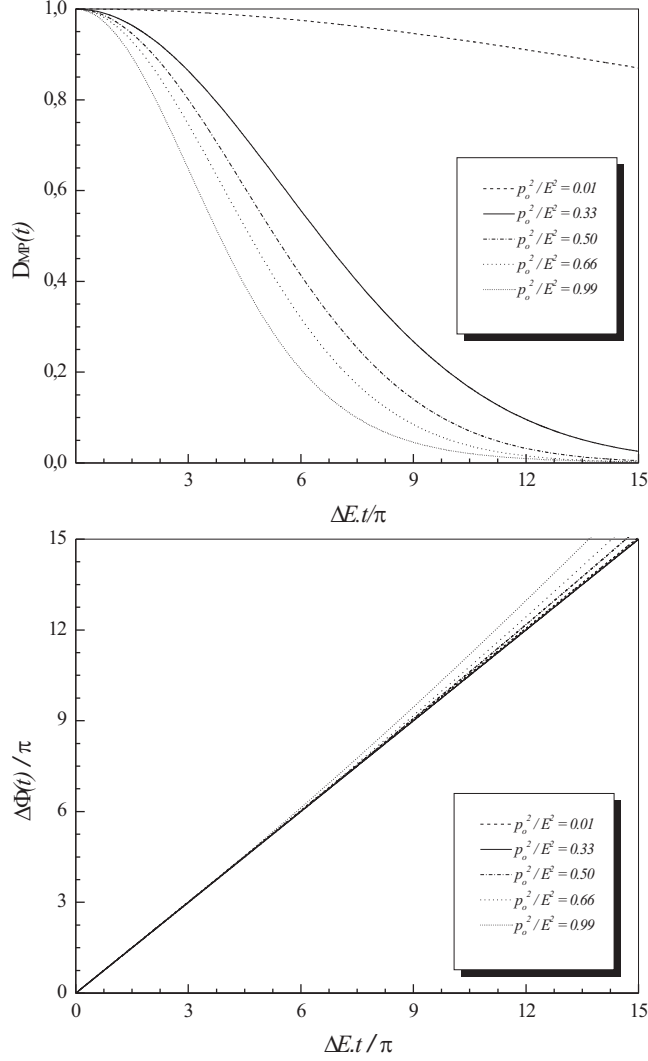 1,0
0,8
0,6
0,4
0,2
0,0
D_MP(t)
p_o^2/E^2 = 0.01
p_o^2/E^2 = 0.33
p_o^2/E^2 = 0.50
p_o^2/E^2 = 0.66
p_o^2/E^2 = 0.99
3 6 9 12 15
ΔE.t/π
15
12
9
6
3
0
ΔΦ(t) / π
p_o^2/E^2 = 0.01
p_o^2/E^2 = 0.33
p_o^2/E^2 = 0.50
p_o^2/E^2 = 0.66
p_o^2/E^2 = 0.99
0 3 6 9 12 15
ΔE.t / π